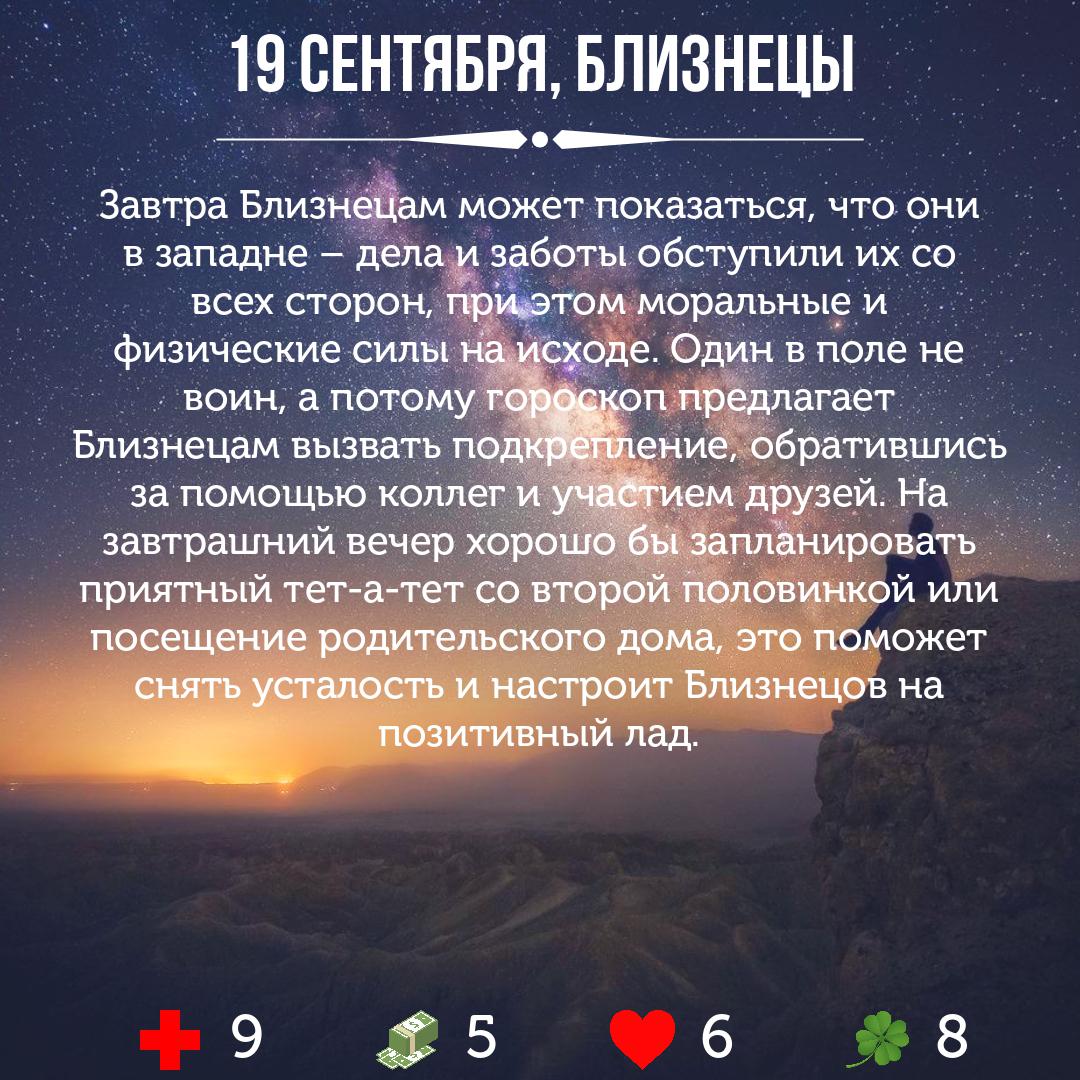 19 СЕНТЯБРЯ, БЛИЗНЕЦЫ
Завтра Близнецам может показаться, что они
в западне – дела и заботы обступили их со
всех сторон, при этом моральные и
физические силы на исходе. Один в поле не
воин, а потому гороскоп предлагает
Близнецам вызвать подкрепление, обратившись
за помощью коллег и участием друзей. На
завтрашний вечер хорошо бы запланировать
приятный тет-а-тет со второй половинкой или
посещение родительского дома, это поможет
снять усталость и настроит Близнецов на
позитивный лад.
9 5 6 8